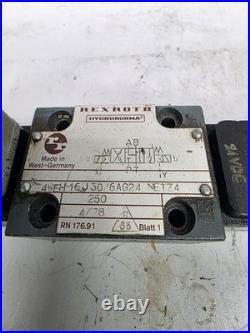 REXROTH
HYDRONORMA
Made in
West-Germany
AB
PT
4WEH 16 J 30/6AG24 NETZ4
250
4/78
RN 176.91
Blatt 1